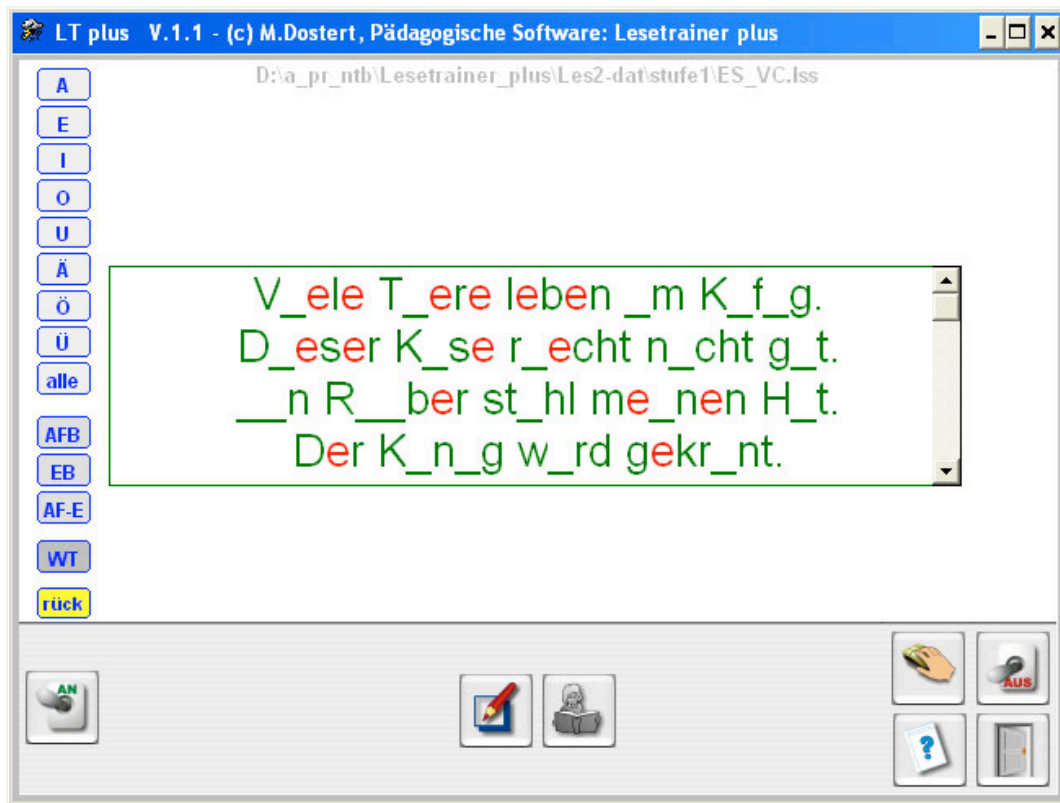 LT plus V.1.1 - (c) M.Dostert, Pädagogische Software: Lesetrainer plus
D:\a_pr_ntb\Lesetrainer_plus\Les2-dat\stufe1\ES_VC.lss
A
E
I
O
U
Ä
Ö
Ü
alle
AFB
EB
AF-E
WT
rück
V_ele T_ere leben _m K_f_g.
D_eser K_se r_echt n_cht g_t.
__n R__ber st_hl me_nen H_t.
Der K_n_g w_rd gekr_nt.
AN
AUS
?